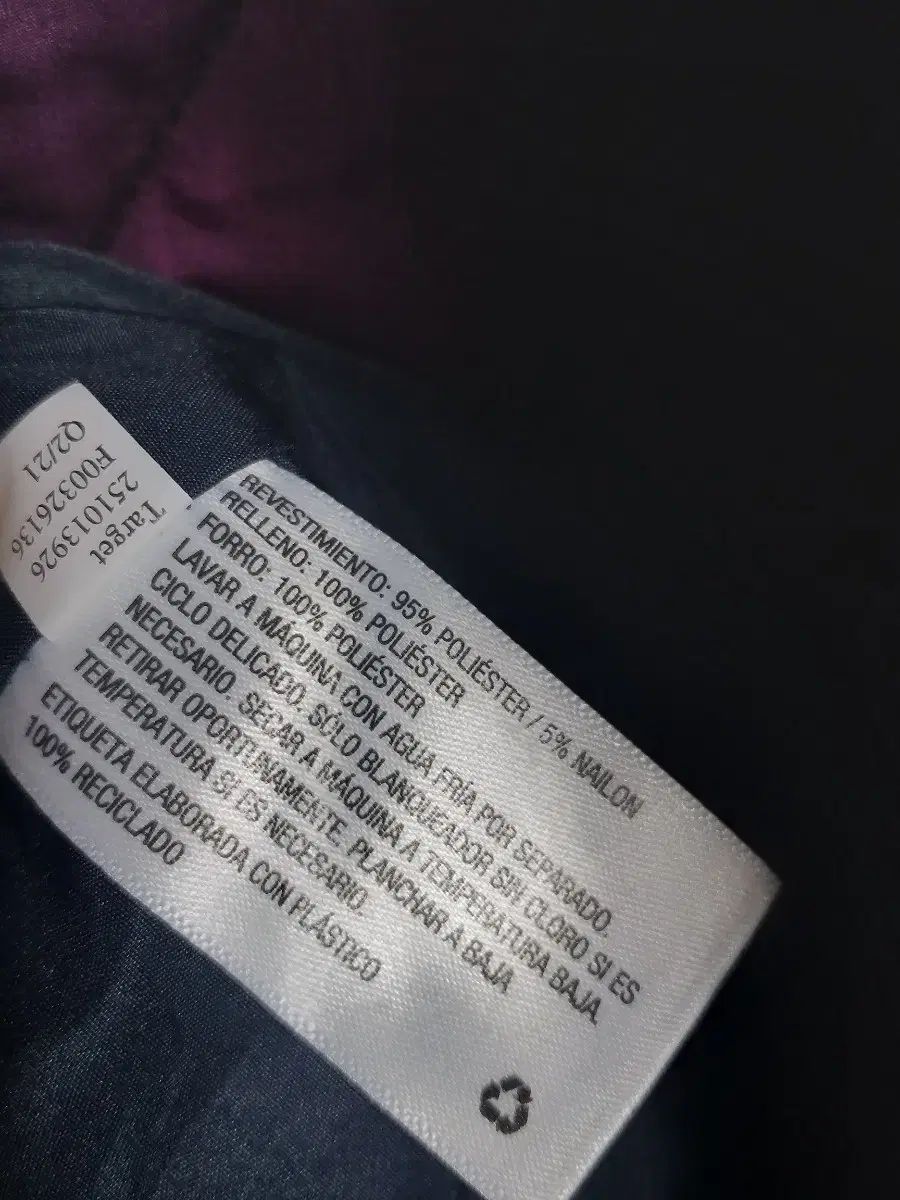 REVESTIMIENTO: 95% POLIÉSTER / 5% NAILON
RELLENO: 100% POLIÉSTER
FORRO: 100% POLIÉSTER
LAVAR A MÁQUINA CON AGUA FRÍA POR SEPARADO.
CICLO DELICADO. SÓLO BLANQUEADOR SIN CLORO SI ES
NECESARIO. SECAR A MÁQUINA A TEMPERATURA BAJA.
RETIRAR OPORTUNAMENTE. PLANCHAR A BAJA
TEMPERATURA SI ES NECESARIO.
ETIQUETA ELABORADA CON PLÁSTICO
100% RECICLADO
Target
251013926
F00326136
Q2/21